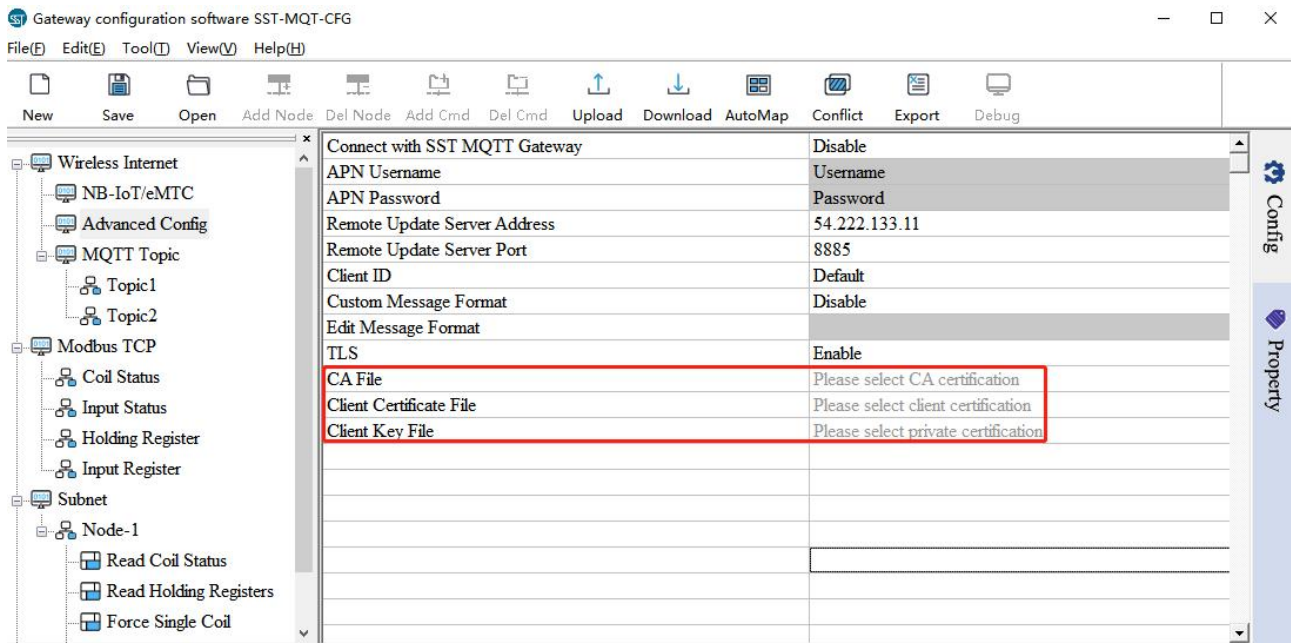 SST Gateway configuration software SST-MQT-CFG
File(F) Edit(E) Tool(T) View(V) Help(H)
New Save Open Add Node Del Node Add Cmd Del Cmd Upload Download AutoMap Conflict Export Debug
Wireless Internet
NB-IoT/eMTC
Advanced Config
MQTT Topic
Topic1
Topic2
Modbus TCP
Coil Status
Input Status
Holding Register
Input Register
Subnet
Node-1
Read Coil Status
Read Holding Registers
Force Single Coil
Connect with SST MQTT Gateway Disable
APN Username Username
APN Password Password
Remote Update Server Address 54.222.133.11
Remote Update Server Port 8885
Client ID Default
Custom Message Format Disable
Edit Message Format
TLS Enable
CA File Please select CA certification
Client Certificate File Please select client certification
Client Key File Please select private certification
Config
Property